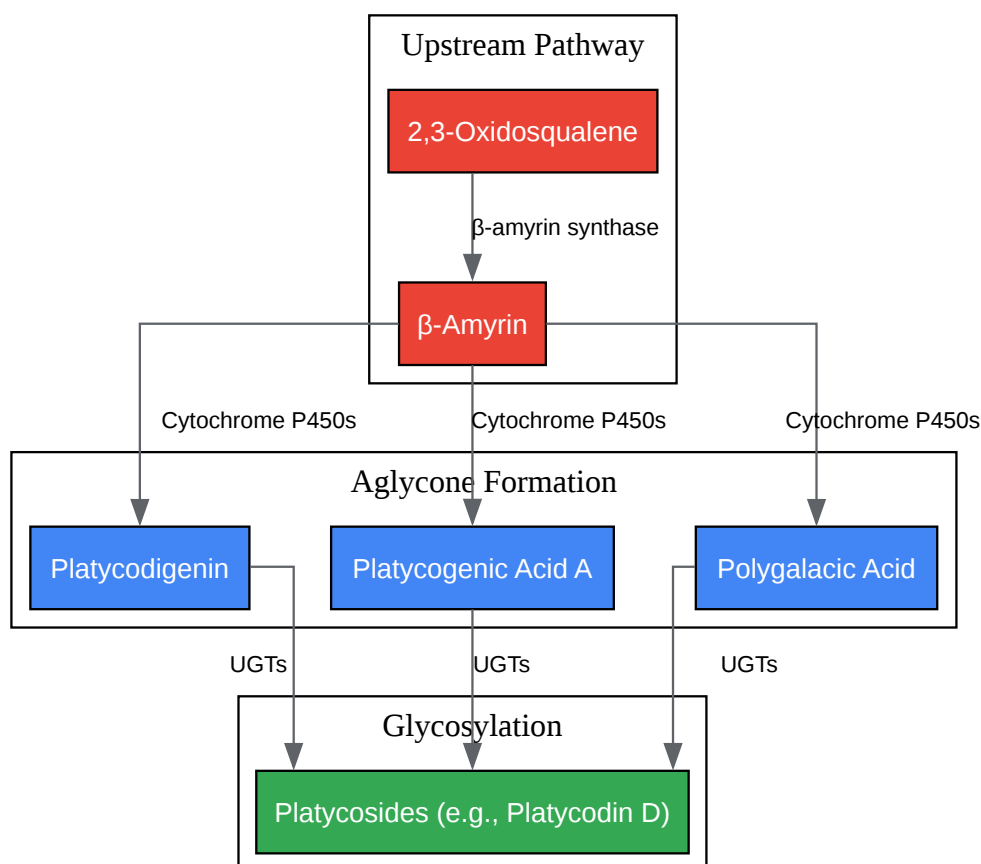 Upstream Pathway
2,3-Oxidosqualene
β-amyrin synthase
β-Amyrin
Cytochrome P450s
Cytochrome P450s
Cytochrome P450s
Aglycone Formation
Platycodigenin
Platycogenic Acid A
Polygalacic Acid
UGTs
UGTs
UGTs
Glycosylation
Platycosides (e.g., Platycodin D)